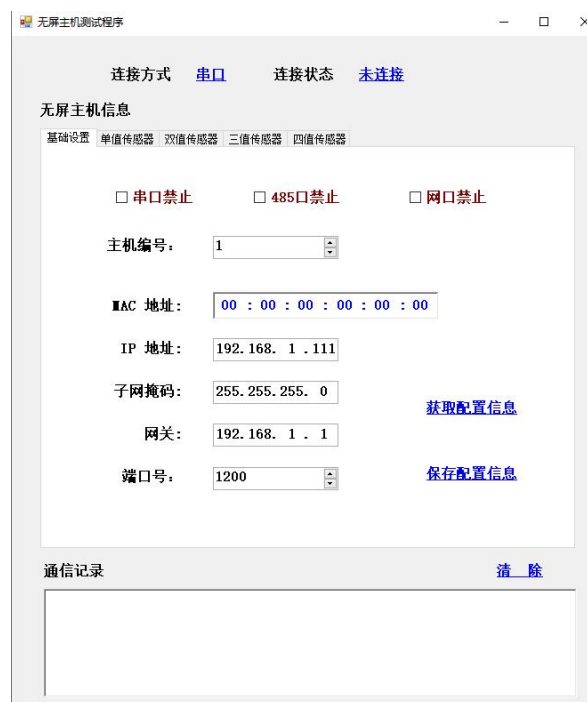 无屏主机测试程序
连接方式 串口 连接状态 未连接
无屏主机信息
基础设置 单值传感器 双值传感器 三值传感器 四值传感器
串口禁止 485口禁止 网口禁止
主机编号: 1
MAC 地址: 00 : 00 : 00 : 00 : 00 : 00
IP 地址: 192.168. 1 .111
子网掩码: 255.255.255. 0
获取配置信息
网关: 192.168. 1 . 1
端口号: 1200
保存配置信息
通信记录 清 除